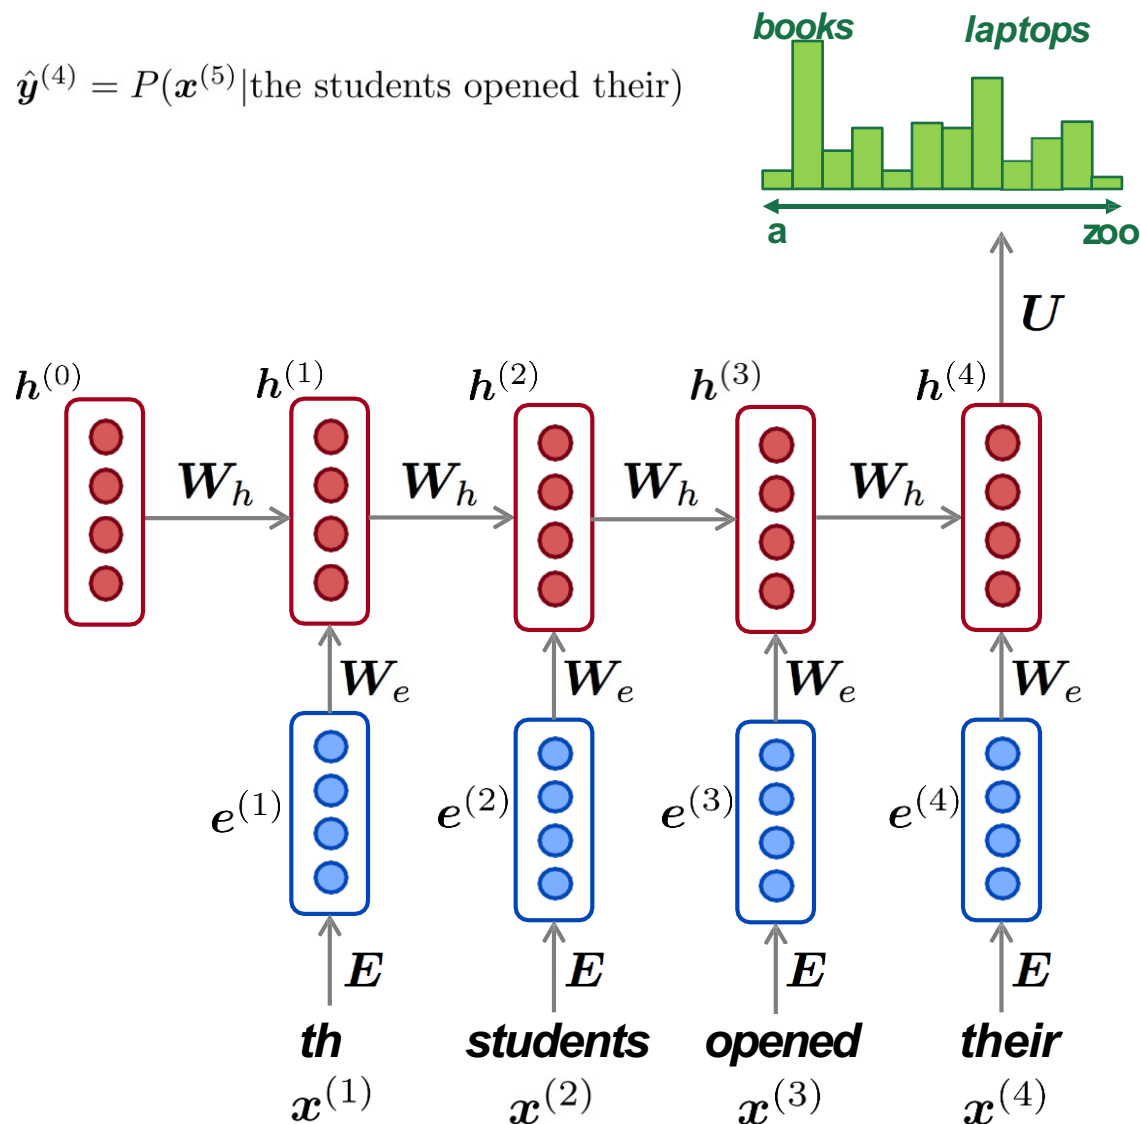 books laptops
ŷ^(4) = P(x^(5)|the students opened their)
a zoo
U
h^(0) h^(1) h^(2) h^(3) h^(4)
W_h W_h W_h W_h
W_e W_e W_e W_e
e^(1) e^(2) e^(3) e^(4)
E E E E
th students opened their
x^(1) x^(2) x^(3) x^(4)